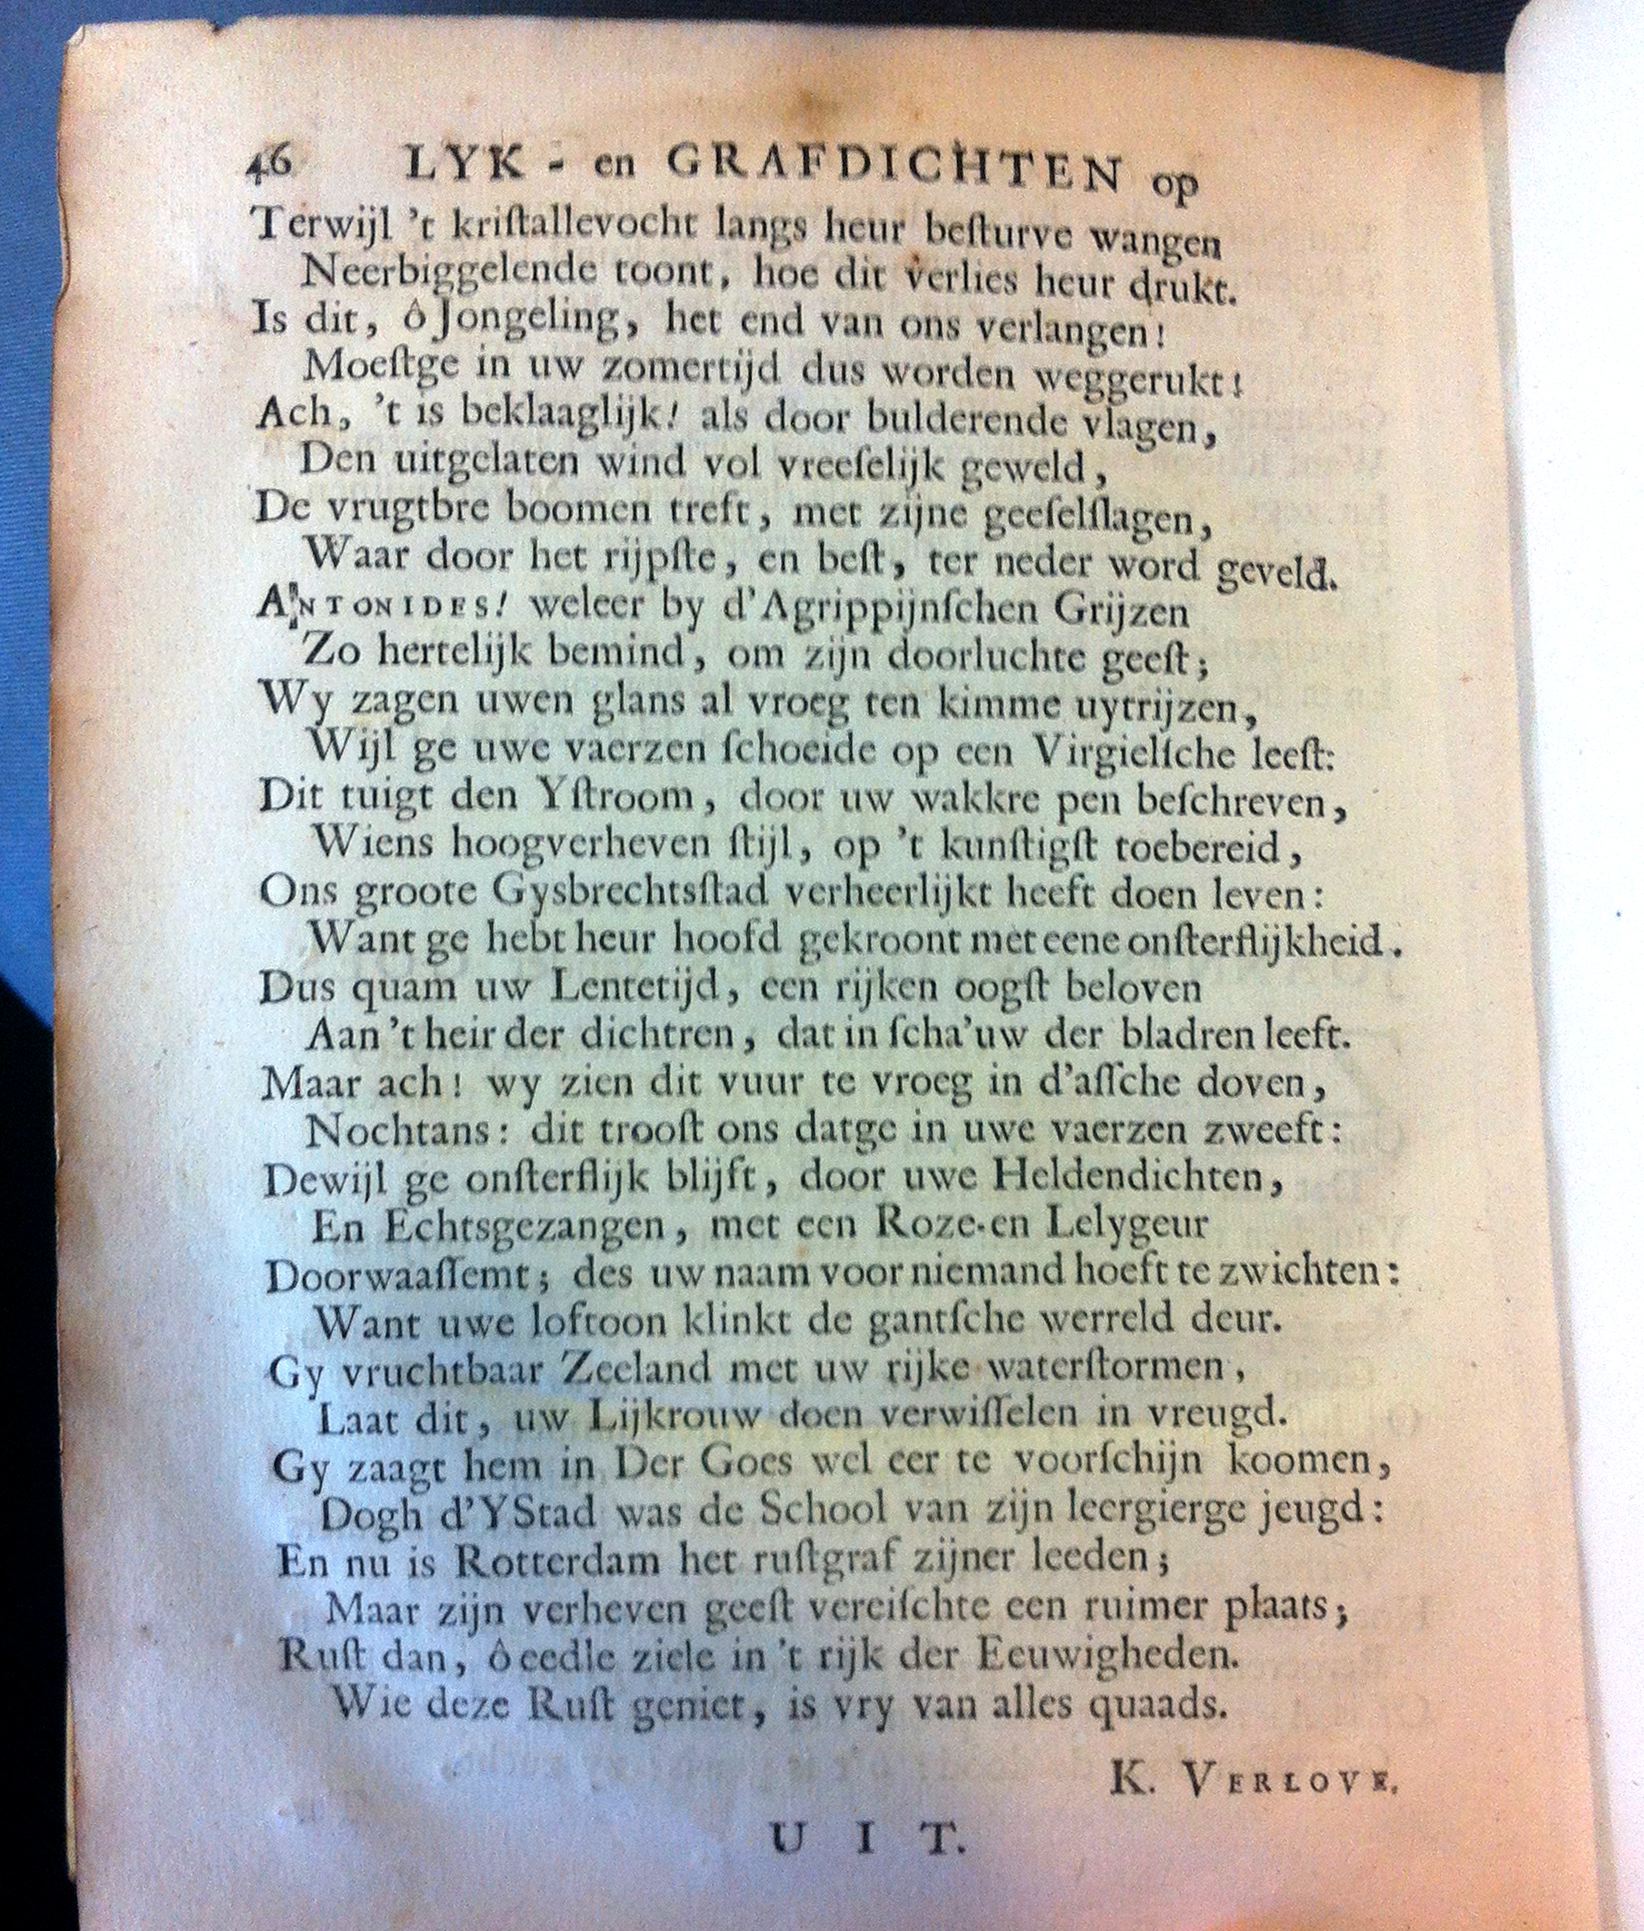 46 LYK - en GRAFDICHTEN op
Terwijl 't kriſtallevocht langs heur beſturve wangen
Neerbiggelende toont, hoe dit verlies heur drukt.
Is dit, ô Jongeling, het end van ons verlangen!
Moeſtge in uw zomertijd dus worden weggerukt!
Ach, 't is beklaaglijk! als door bulderende vlagen,
Den uitgelaten wind vol vreeſelijk geweld,
De vrugtbre boomen treft, met zijne geeſelſlagen,
Waar door het rijpſte, en beſt, ter neder word geveld.
ANTONIDES! weleer by d'Agrippijnſchen Grijzen
Zo hertelijk bemind, om zijn doorluchte geeſt;
Wy zagen uwen glans al vroeg ten kimme uytrijzen,
Wijl ge uwe vaerzen ſchoeide op een Virgielſche leeſt:
Dit tuigt den Yſtroom, door uw wakkre pen beſchreven,
Wiens hoogverheven ſtijl, op 't kunſtigſt toebereid,
Ons groote Gysbrechtsſtad verheerlijkt heeft doen leven:
Want ge hebt heur hoofd gekroont met eene onſterflijkheid.
Dus quam uw Lentetijd, een rijken oogſt beloven
Aan 't heir der dichtren, dat in ſcha'uw der bladren leeft.
Maar ach! wy zien dit vuur te vroeg in d'aſſche doven,
Nochtans: dit trooſt ons datge in uwe vaerzen zweeft:
Dewijl ge onſterflijk blijft, door uwe Heldendichten,
En Echtsgezangen, met een Roze-en Lelygeur
Doorwaaſſemt; des uw naam voor niemand hoeft te zwichten:
Want uwe loftoon klinkt de gantſche werreld deur.
Gy vruchtbaar Zeeland met uw rijke waterſtormen,
Laat dit, uw Lijkrouw doen verwiſſelen in vreugd.
Gy zaagt hem in Der Goes wel eer te voorſchijn koomen,
Dogh d'YStad was de School van zijn leergierge jeugd:
En nu is Rotterdam het ruſtgraf zijner leeden;
Maar zijn verheven geeſt vereiſchte een ruimer plaats;
Ruſt dan, ô eedle ziele in 't rijk der Eeuwigheden.
Wie deze Ruſt geniet, is vry van alles quaads.
K. VERLOVE.
UIT.